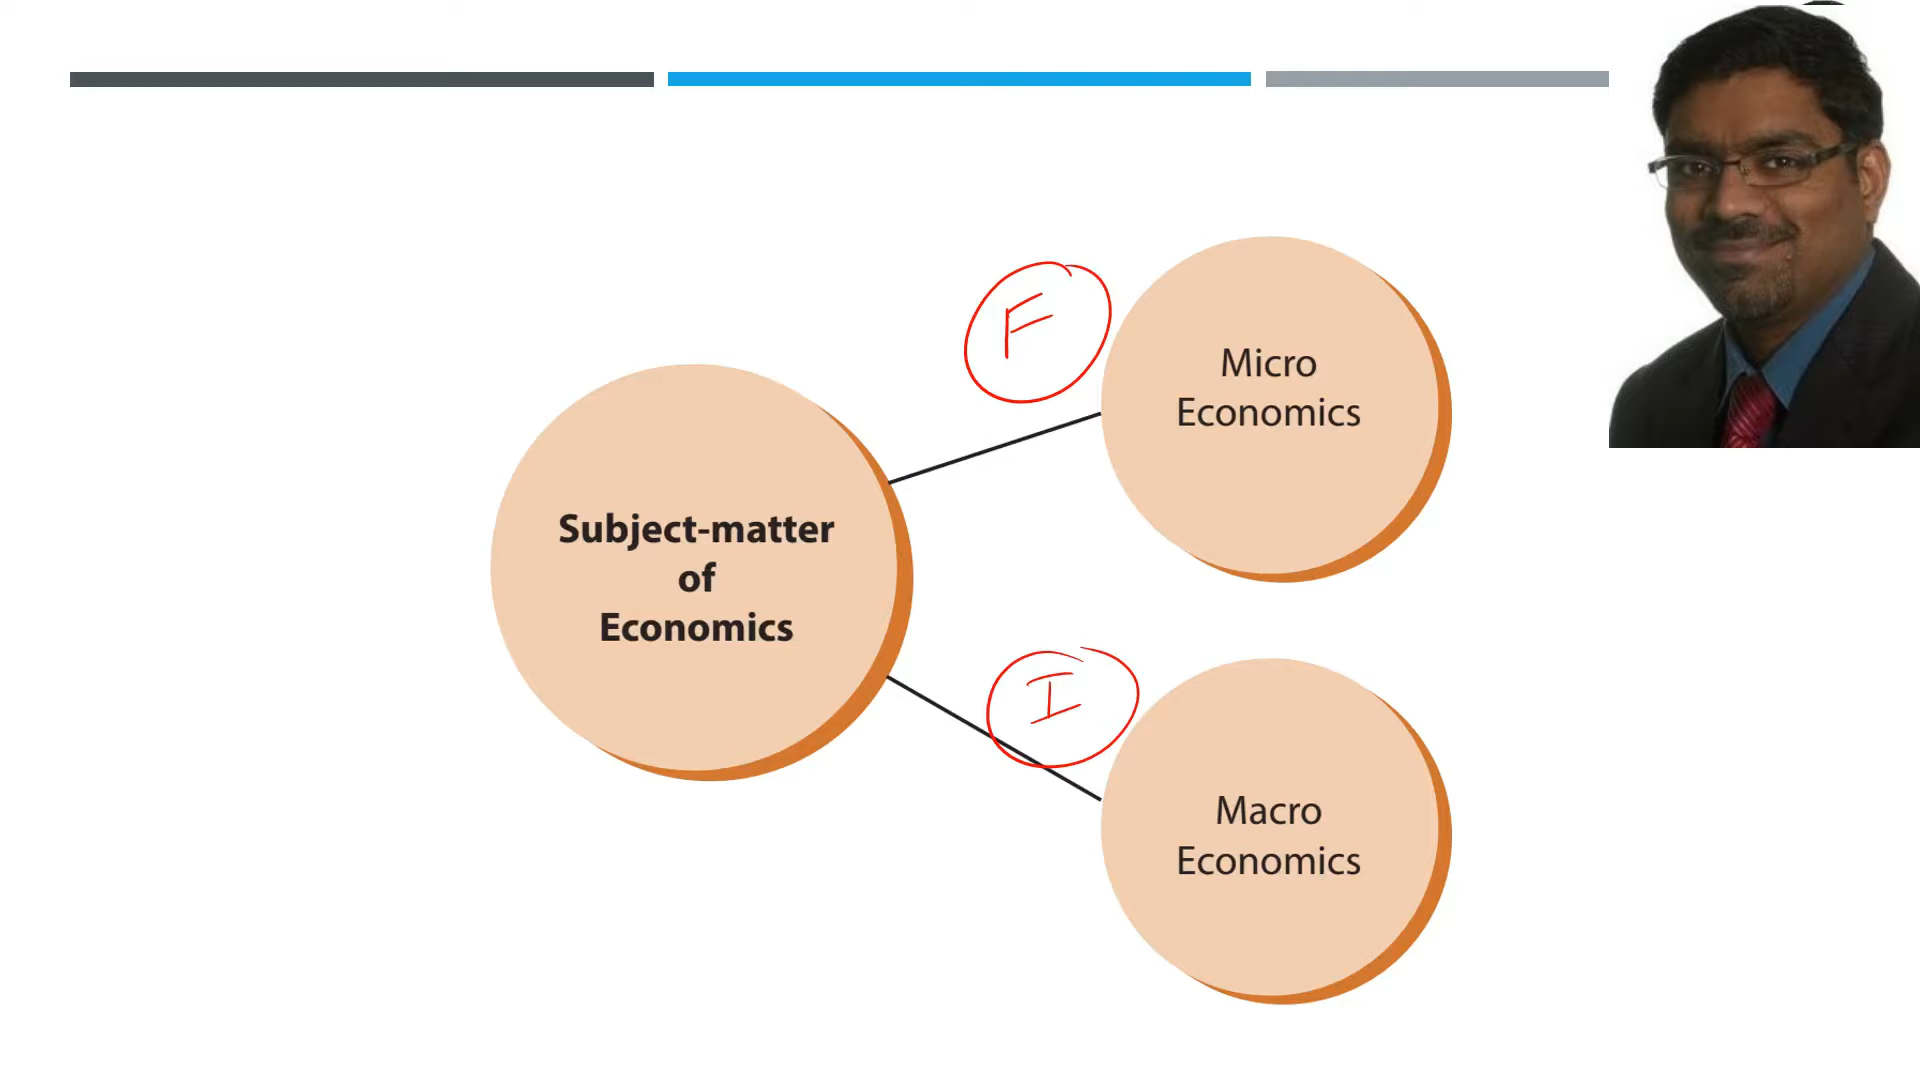 Subject-matter
of
Economics
F
Micro
Economics
I
Macro
Economics